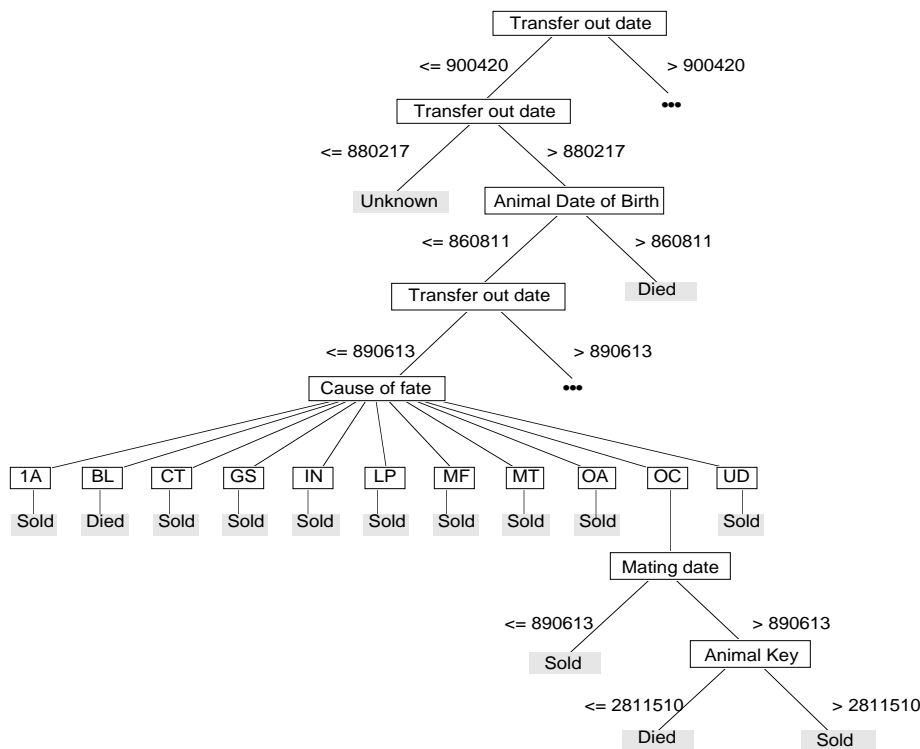 Transfer out date
<= 900420 > 900420
•••
Transfer out date
<= 880217 > 880217
Unknown Animal Date of Birth
<= 860811 > 860811
Transfer out date Died
<= 890613 > 890613
Cause of fate •••
1A BL CT GS IN LP MF MT OA OC UD
Sold Died Sold Sold Sold Sold Sold Sold Sold Sold
Mating date
<= 890613 > 890613
Sold Animal Key
<= 2811510 > 2811510
Died Sold